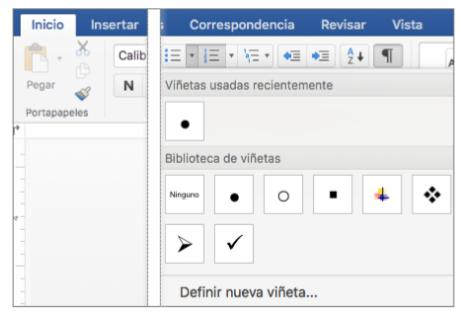 Inicio Insertar s Correspondencia Revisar Vista
Calib
Pegar N
Portapapeles
Viñetas usadas recientemente
Biblioteca de viñetas
Ninguno
Definir nueva viñeta...